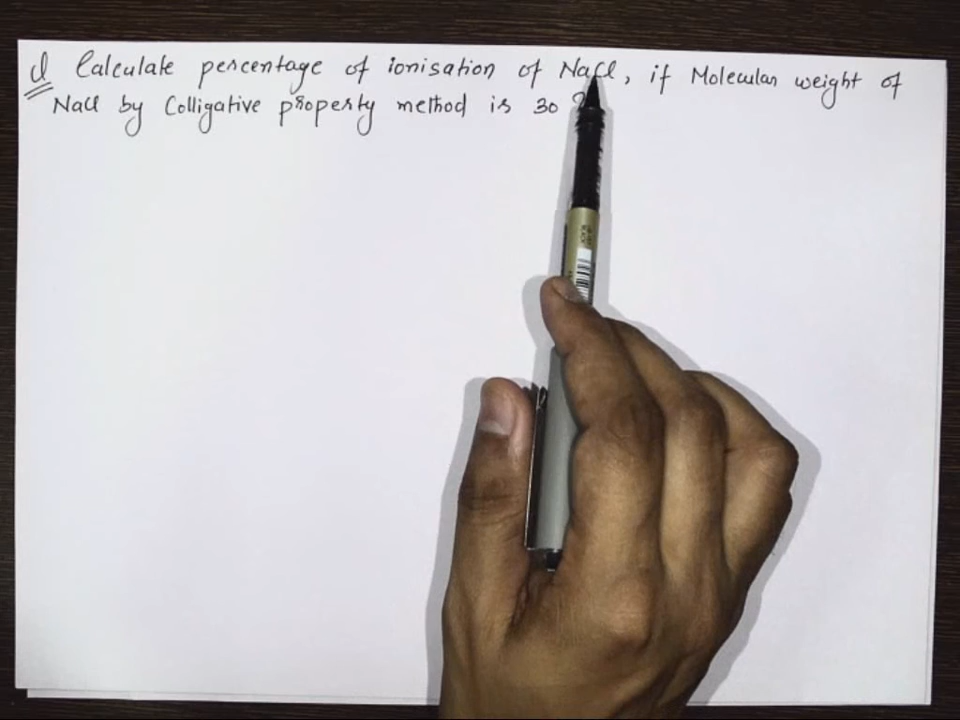 Q Calculate percentage of ionisation of NaCl, if Molecular weight of
NaCl by Colligative property method is 30